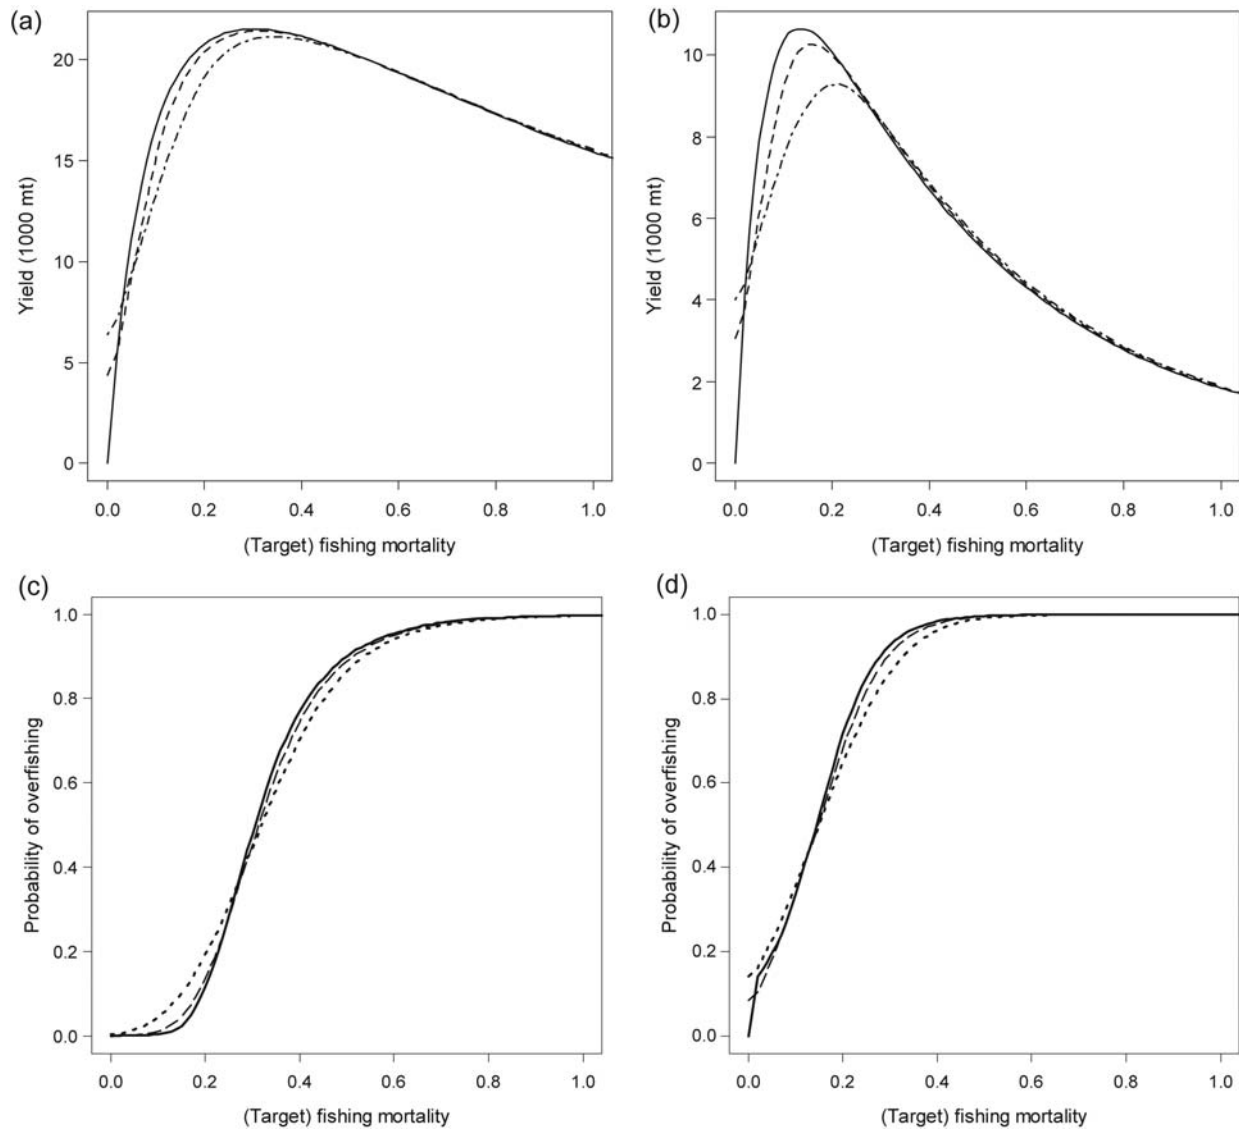 (a)
Yield (1000 mt)
20
15
10
5
0
0.0 0.2 0.4 0.6 0.8 1.0
(Target) fishing mortality
(b)
Yield (1000 mt)
10
8
6
4
2
0
0.0 0.2 0.4 0.6 0.8 1.0
(Target) fishing mortality
(c)
Probability of overfishing
1.0
0.8
0.6
0.4
0.2
0.0
0.0 0.2 0.4 0.6 0.8 1.0
(Target) fishing mortality
(d)
Probability of overfishing
1.0
0.8
0.6
0.4
0.2
0.0
0.0 0.2 0.4 0.6 0.8 1.0
(Target) fishing mortality